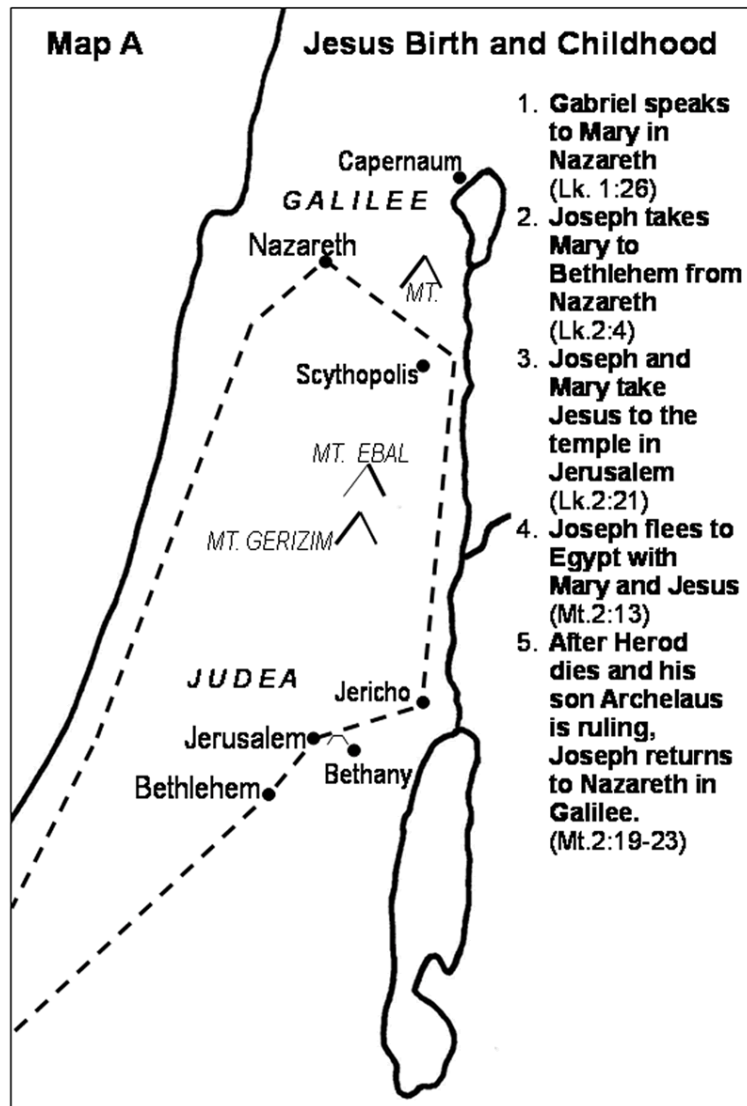 Map A
Jesus Birth and Childhood
Capernaum
GALILEE
Nazareth
MT.
Scythopolis
MT. EBAL
MT. GERIZIM
JUDEA
Jericho
Jerusalem
Bethany
Bethlehem
1. Gabriel speaks
to Mary in
Nazareth
(Lk. 1:26)
2. Joseph takes
Mary to
Bethlehem from
Nazareth
(Lk.2:4)
3. Joseph and
Mary take
Jesus to the
temple in
Jerusalem
(Lk.2:21)
4. Joseph flees to
Egypt with
Mary and Jesus
(Mt.2:13)
5. After Herod
dies and his
son Archelaus
is ruling,
Joseph returns
to Nazareth in
Galilee.
(Mt.2:19-23)